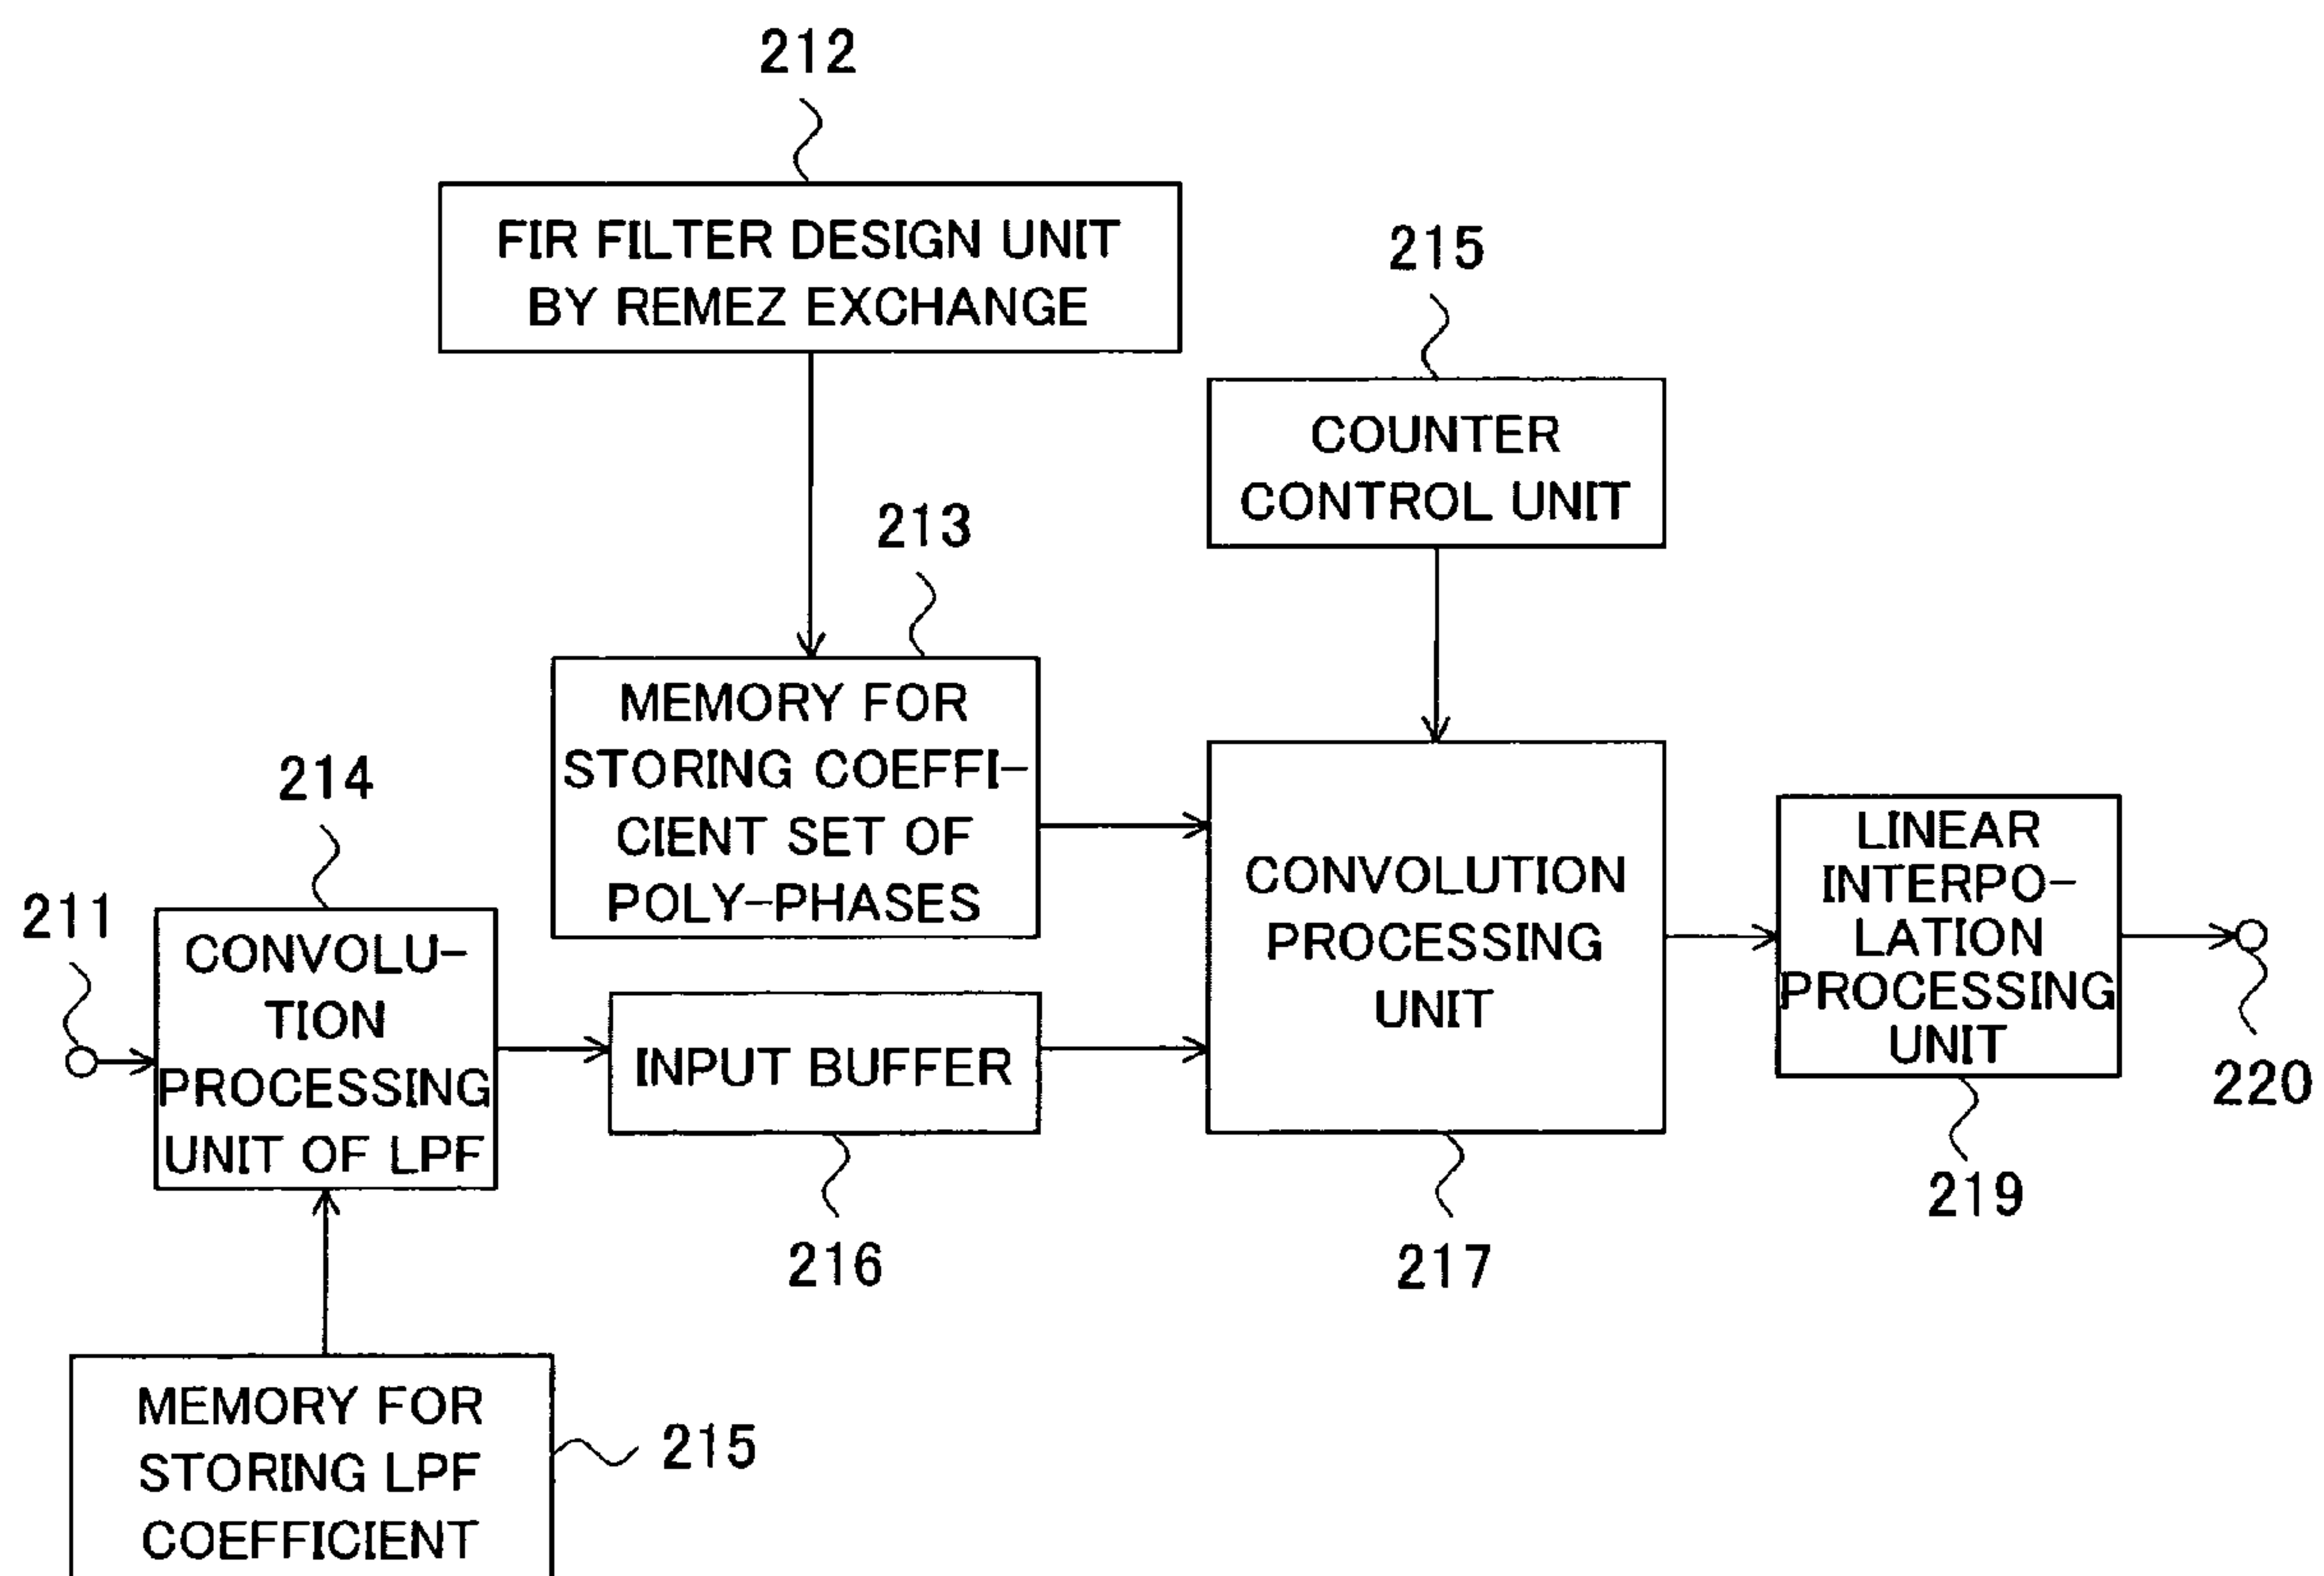 212
FIR FILTER DESIGN UNIT
BY REMEZ EXCHANGE
215
COUNTER
CONTROL UNIT
213
MEMORY FOR
STORING COEFFI-
CIENT SET OF
POLY-PHASES
214
211
CONVOLU-
TION
PROCESSING
UNIT OF LPF
INPUT BUFFER
216
CONVOLUTION
PROCESSING
UNIT
217
LINEAR
INTERPO-
LATION
PROCESSING
UNIT
219
220
MEMORY FOR
STORING LPF
COEFFICIENT
215